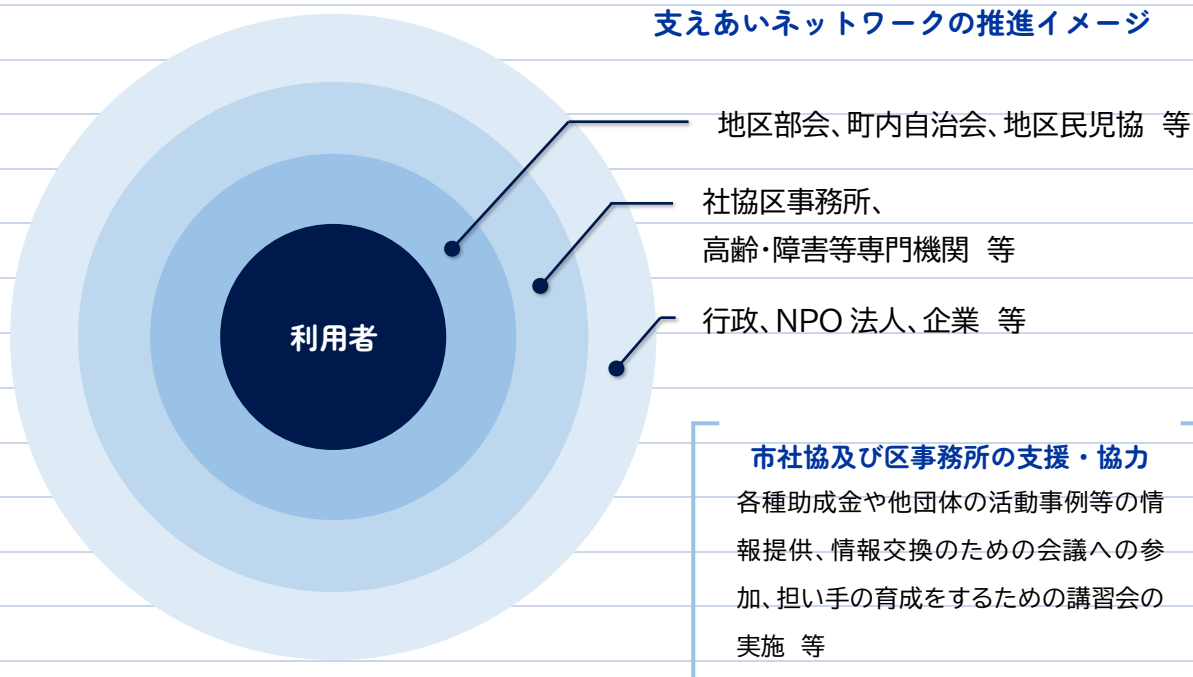 支えあいネットワークの推進イメージ
地区部会、町内自治会、地区民児協 等
社協区事務所、
高齢・障害等専門機関 等
行政、NPO 法人、企業 等
利用者
市社協及び区事務所の支援・協力
各種助成金や他団体の活動事例等の情
報提供、情報交換のための会議への参
加、担い手の育成をするための講習会の
実施 等